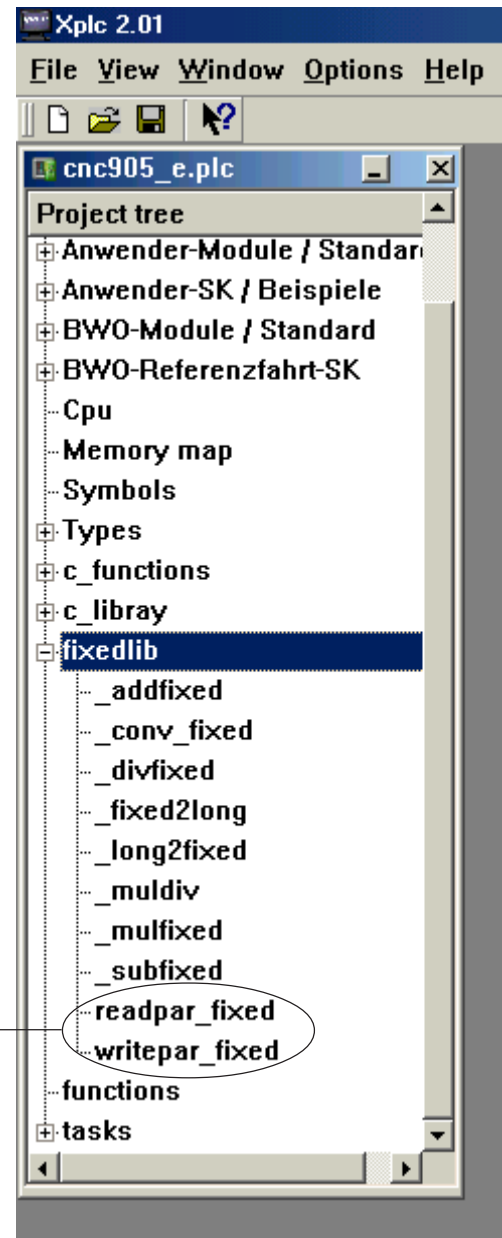 Xplc 2.01
File View Window Options Help
cnc905_e.plc
Project tree
Anwender-Module / Standar
Anwender-SK / Beispiele
BWO-Module / Standard
BWO-Referenzfahrt-SK
Cpu
Memory map
Symbols
Types
c_functions
c_libray
fixedlib
_addfixed
_conv_fixed
_divfixed
_fixed2long
_long2fixed
_muldiv
_mulfixed
_subfixed
readpar_fixed
writepar_fixed
functions
tasks